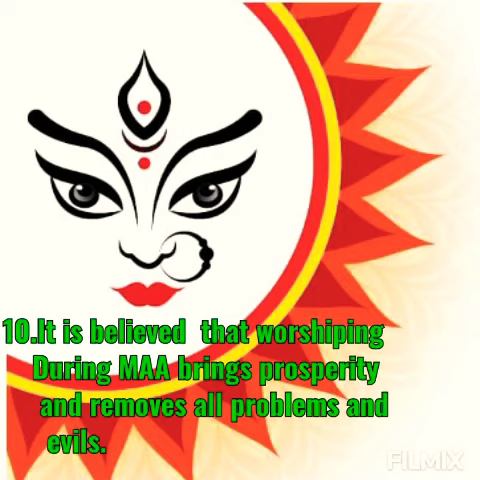 10.It is believed that worshiping
During MAA brings prosperity
and removes all problems and
evils.
FILMIX